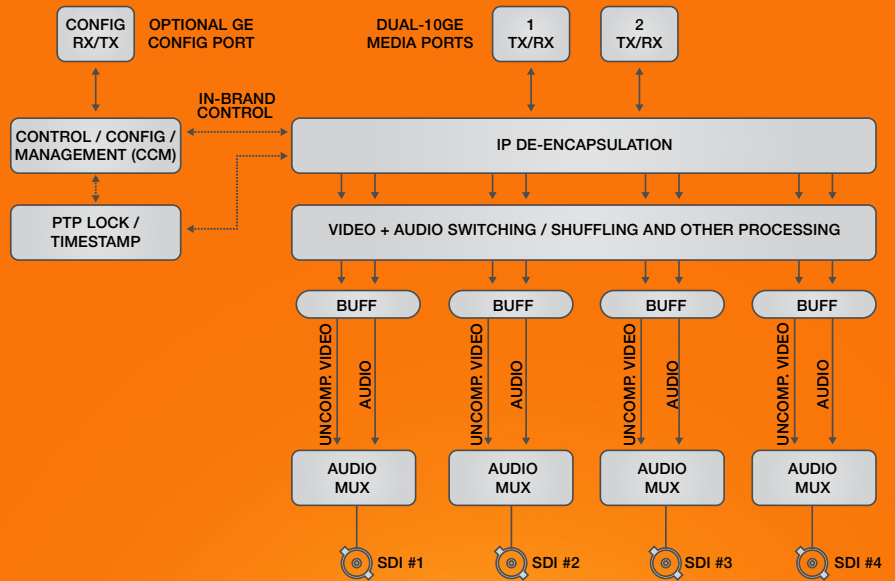 CONFIG
RX/TX
OPTIONAL GE
CONFIG PORT
DUAL-10GE
MEDIA PORTS
1
TX/RX
2
TX/RX
IN-BRAND
CONTROL
CONTROL / CONFIG /
MANAGEMENT (CCM)
IP DE-ENCAPSULATION
PTP LOCK /
TIMESTAMP
VIDEO + AUDIO SWITCHING / SHUFFLING AND OTHER PROCESSING
BUFF
BUFF
BUFF
BUFF
UNCOMP. VIDEO
AUDIO
UNCOMP. VIDEO
AUDIO
UNCOMP. VIDEO
AUDIO
UNCOMP. VIDEO
AUDIO
AUDIO
MUX
AUDIO
MUX
AUDIO
MUX
AUDIO
MUX
SDI #1
SDI #2
SDI #3
SDI #4